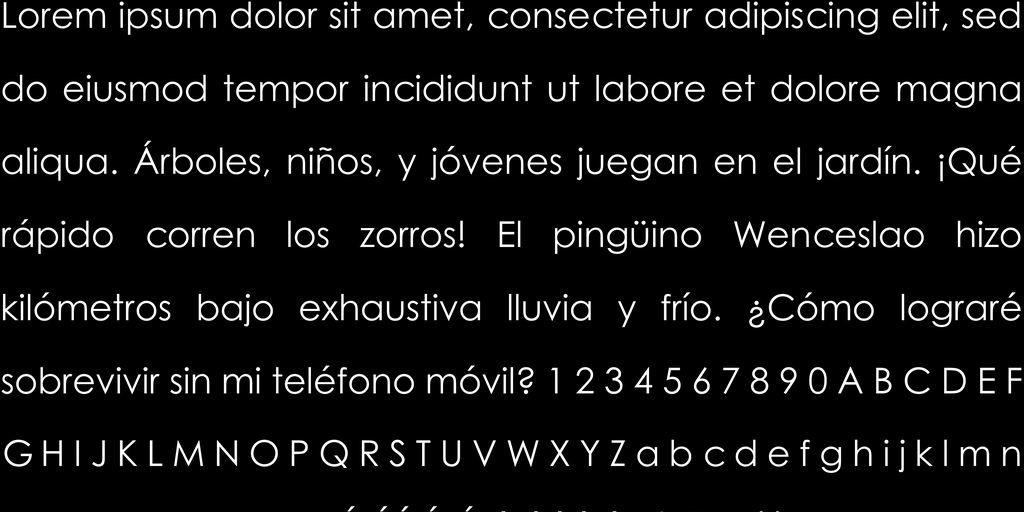 Lorem ipsum dolor sit amet, consectetur adipiscing elit, sed
do eiusmod tempor incididunt ut labore et dolore magna
aliqua. Árboles, niños, y jóvenes juegan en el jardín. ¡Qué
rápido corren los zorros! El pingüino Wenceslao hizo
kilómetros bajo exhaustiva lluvia y frío. ¿Cómo lograré
sobrevivir sin mi teléfono móvil? 1 2 3 4 5 6 7 8 9 0 A B C D E F
G H I J K L M N O P Q R S T U V W X Y Z a b c d e f g h i j k l m n